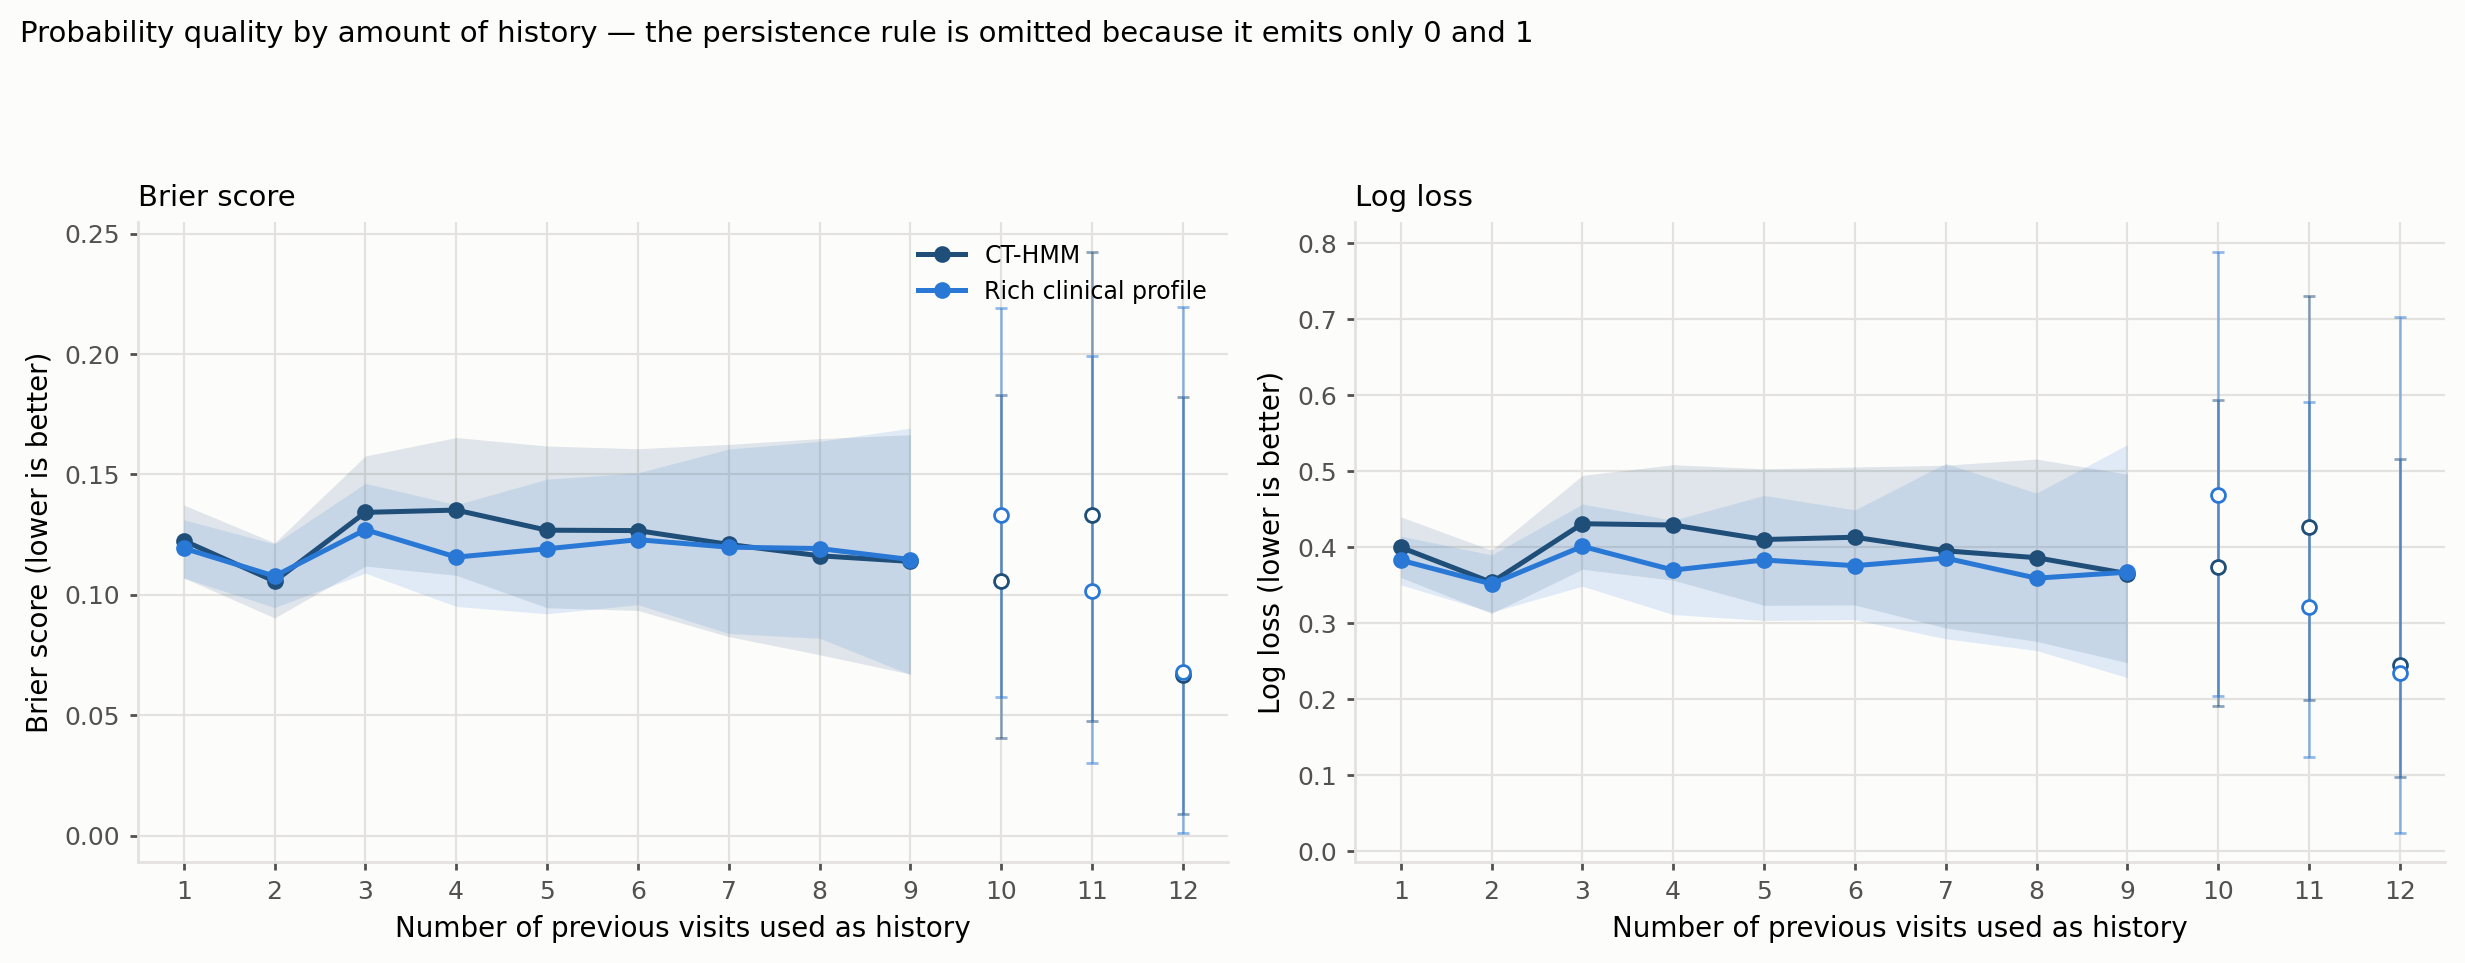 Probability quality by amount of history — the persistence rule is omitted because it emits only 0 and 1
Brier score
Brier score (lower is better)
0.25
0.20
0.15
0.10
0.05
0.00
CT-HMM
Rich clinical profile
1 2 3 4 5 6 7 8 9 10 11 12
Number of previous visits used as history
Log loss
Log loss (lower is better)
0.8
0.7
0.6
0.5
0.4
0.3
0.2
0.1
0.0
1 2 3 4 5 6 7 8 9 10 11 12
Number of previous visits used as history